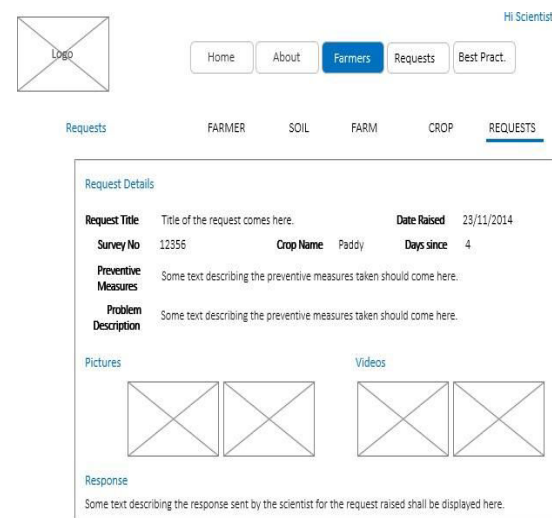 Hi Scientist
Logo
Home About Farmers Requests Best Pract.
Requests FARMER SOIL FARM CROP REQUESTS
Request Details
Request Title Title of the request comes here. Date Raised 23/11/2014
Survey No 12356 Crop Name Paddy Days since 4
Preventive Measures Some text describing the preventive measures taken should come here.
Problem Description Some text describing the preventive measures taken should come here.
Pictures Videos
Response
Some text describing the response sent by the scientist for the request raised shall be displayed here.